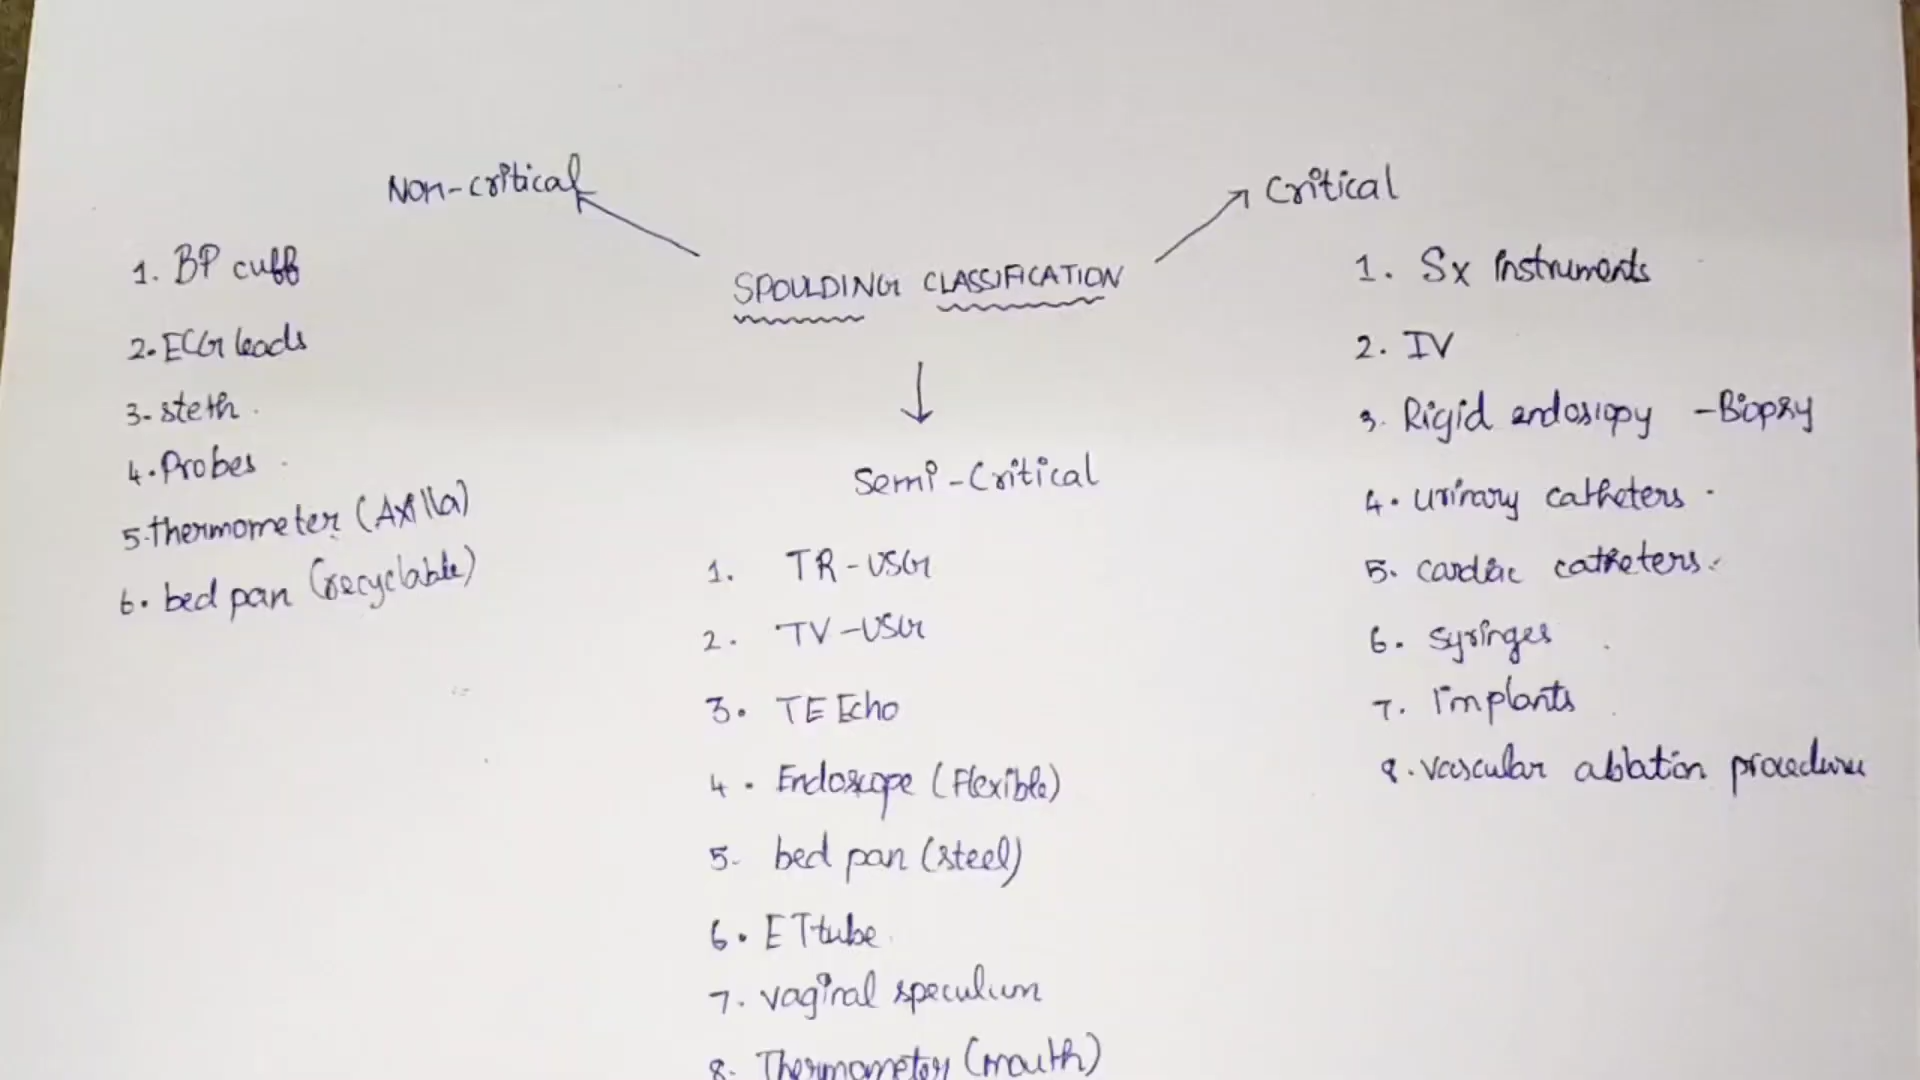 Non-critical
1. BP cuff
2. ECG leads
3. steth
4. Probes
5. thermometer (Axilla)
6. bed pan (recyclable)
SPOULDING CLASSIFICATION
Semi-Critical
1. TR-USG
2. TV-USG
3. TE Echo
4. Endoscope (Flexible)
5. bed pan (steel)
6. ET tube
7. vaginal speculum
8. Thermometer (mouth)
Critical
1. Sx instruments
2. IV
3. Rigid endoscopy - Biopsy
4. urinary catheters
5. cardiac catheters
6. syringes
7. implants
8. vascular ablation procedure